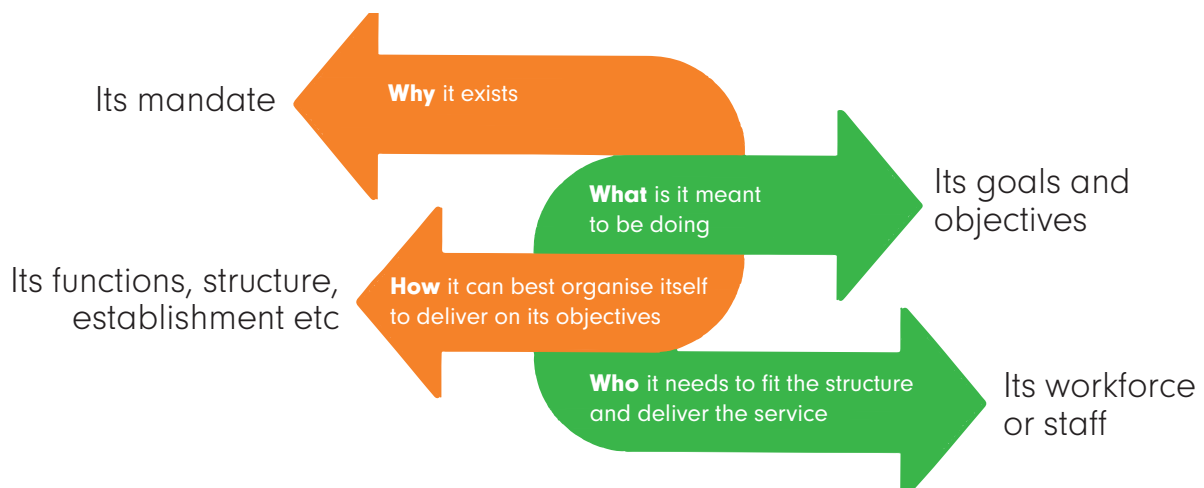 Its mandate
Why it exists
What is it meant
to be doing
Its goals and
objectives
Its functions, structure,
establishment etc
How it can best organise itself
to deliver on its objectives
Who it needs to fit the structure
and deliver the service
Its workforce
or staff